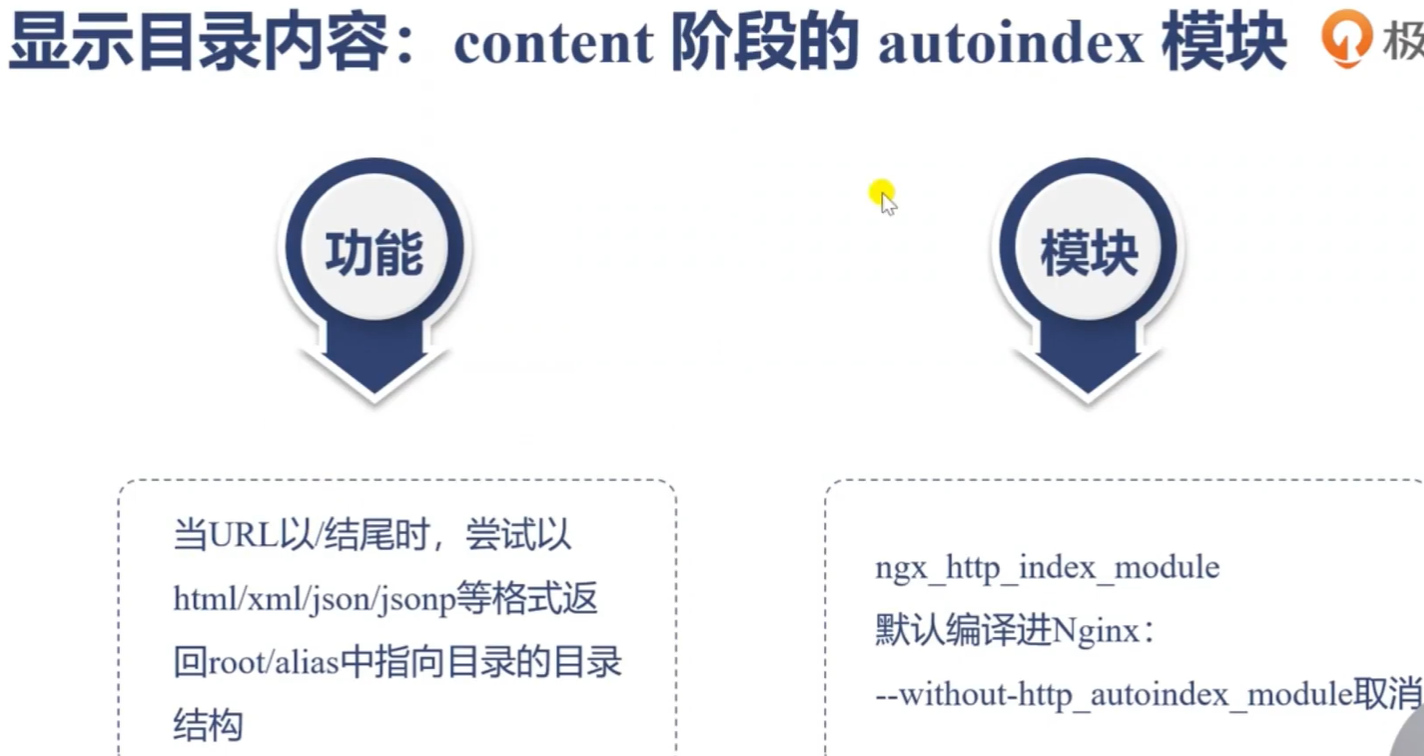 显示目录内容：content 阶段的 autoindex 模块
极
功能
模块
当URL以/结尾时，尝试以
html/xml/json/jsonp等格式返
回root/alias中指向目录的目录
结构
ngx_http_index_module
默认编译进Nginx：
--without-http_autoindex_module取消